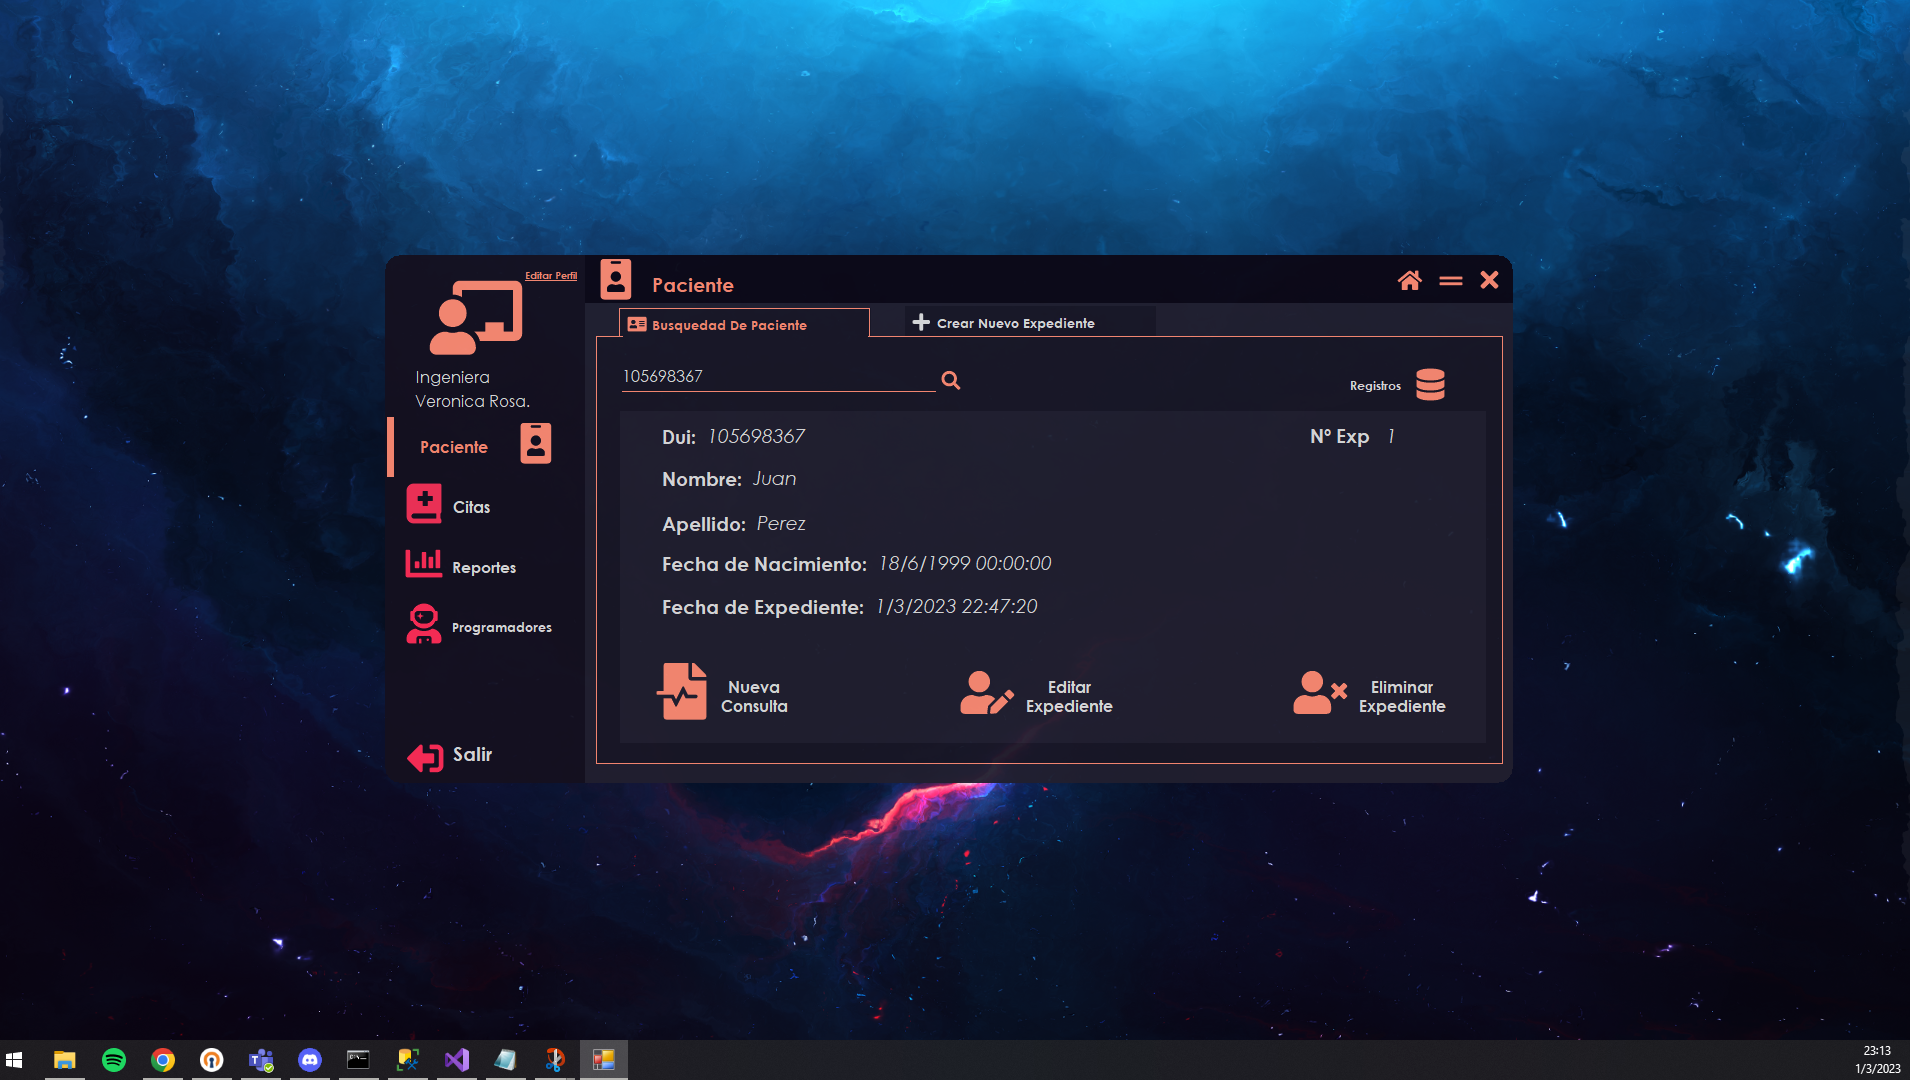 Editar Perfil
Ingeniera
Veronica Rosa.
Paciente
Citas
Reportes
Programadores
Salir
Paciente
Busquedad De Paciente
Crear Nuevo Expediente
105698367
Registros
Dui: 105698367
Nº Exp 1
Nombre: Juan
Apellido: Perez
Fecha de Nacimiento: 18/6/1999 00:00:00
Fecha de Expediente: 1/3/2023 22:47:20
Nueva
Consulta
Editar
Expediente
Eliminar
Expediente
23:13
1/3/2023